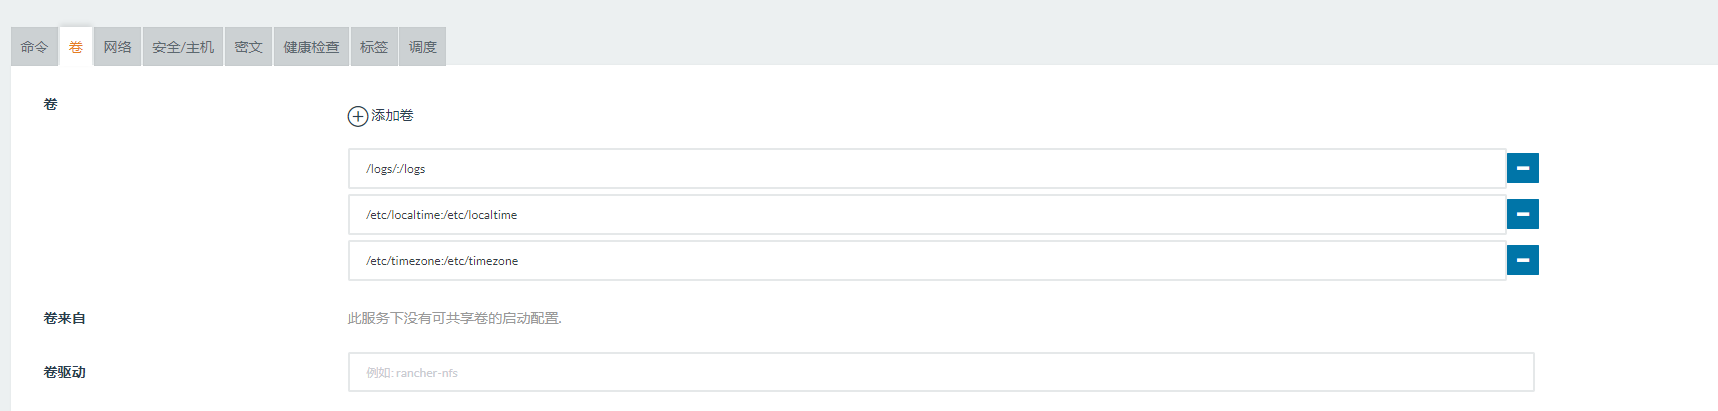 命令 卷 网络 安全/主机 密文 健康检查 标签 调度
卷
添加卷
/logs/:/logs
/etc/localtime:/etc/localtime
/etc/timezone:/etc/timezone
卷来自 此服务下没有可共享卷的启动配置.
卷驱动 例如: rancher-nfs